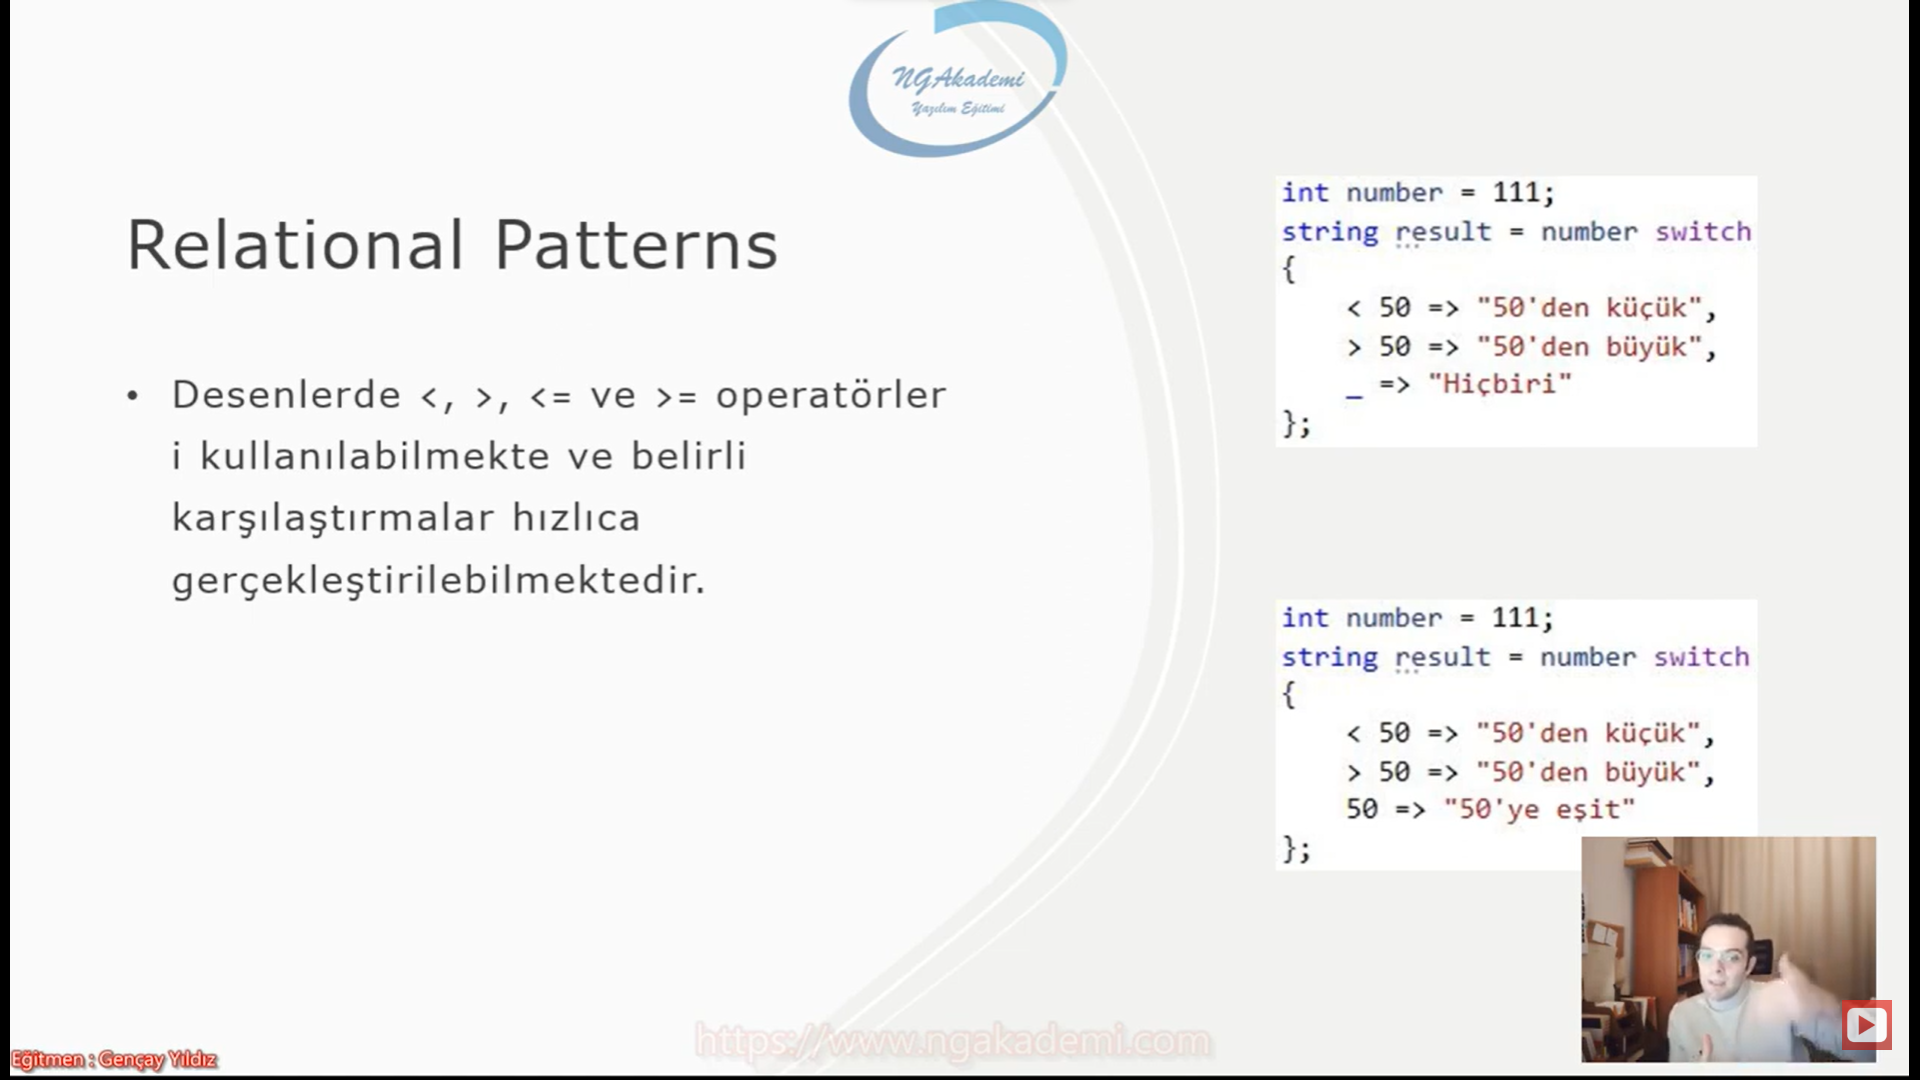 NGAkademi
Yazılım Eğitimi
Relational Patterns
• Desenlerde <, >, <= ve >= operatörler
i kullanılabilmekte ve belirli
karşılaştırmalar hızlıca
gerçekleştirilebilmektedir.
int number = 111;
string result = number switch
{
    < 50 => "50'den küçük",
    > 50 => "50'den büyük",
    _ => "Hiçbiri"
};
int number = 111;
string result = number switch
{
    < 50 => "50'den küçük",
    > 50 => "50'den büyük",
    50 => "50'ye eşit"
};
https://www.ngakademi.com
Eğitmen : Gençay Yıldız